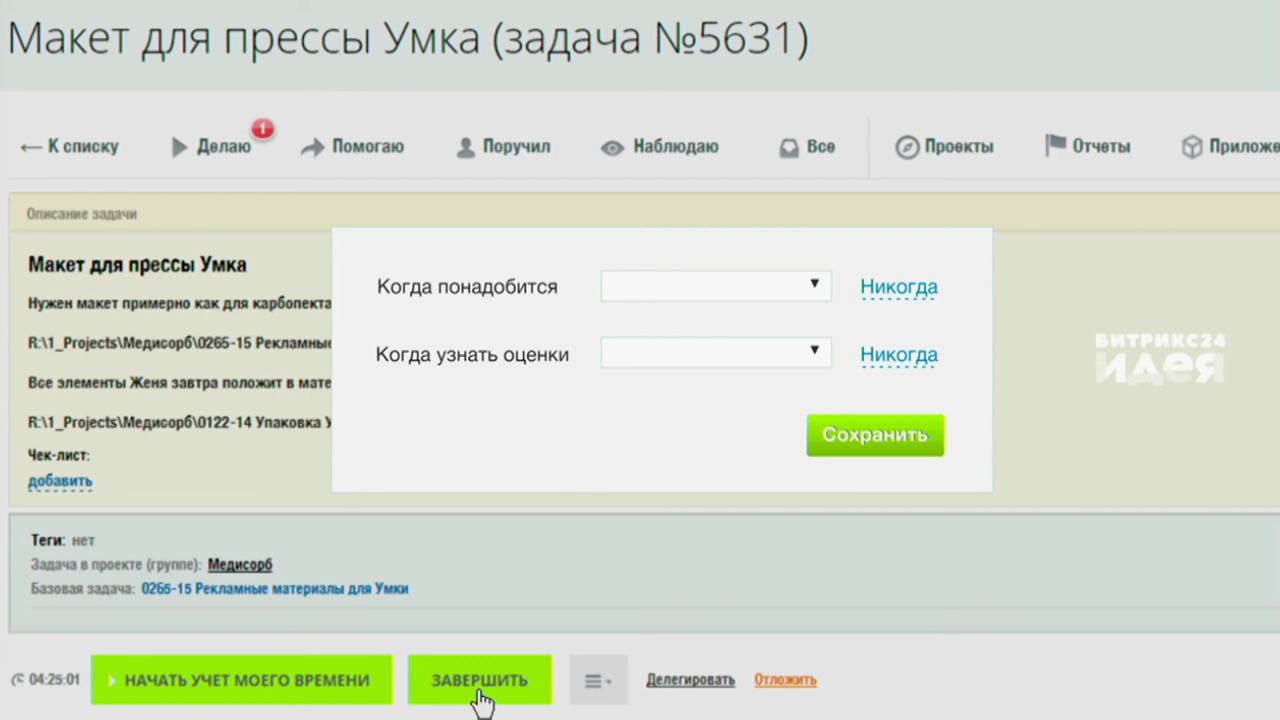 Макет для прессы Умка (задача №5631)
К списку
Делаю
1
Помогаю
Поручил
Наблюдаю
Все
Проекты
Отчеты
Приложе
Описание задачи
Макет для прессы Умка
Нужен макет примерно как для карбопекта
R:\1_Projects\Медисорб\0265-15 Рекламные
Все элементы Женя завтра положит в мате
R:\1_Projects\Медисорб\0122-14 Упаковка У
Чек-лист:
добавить
Когда понадобится
Никогда
Когда узнать оценки
Никогда
Сохранить
БИТРИКС24
идея
Теги: нет
Задача в проекте (группе): Медисорб
Базовая задача: 0265-15 Рекламные материалы для Умки
04:25:01
НАЧАТЬ УЧЕТ МОЕГО ВРЕМЕНИ
ЗАВЕРШИТЬ
Делегировать
Отложить